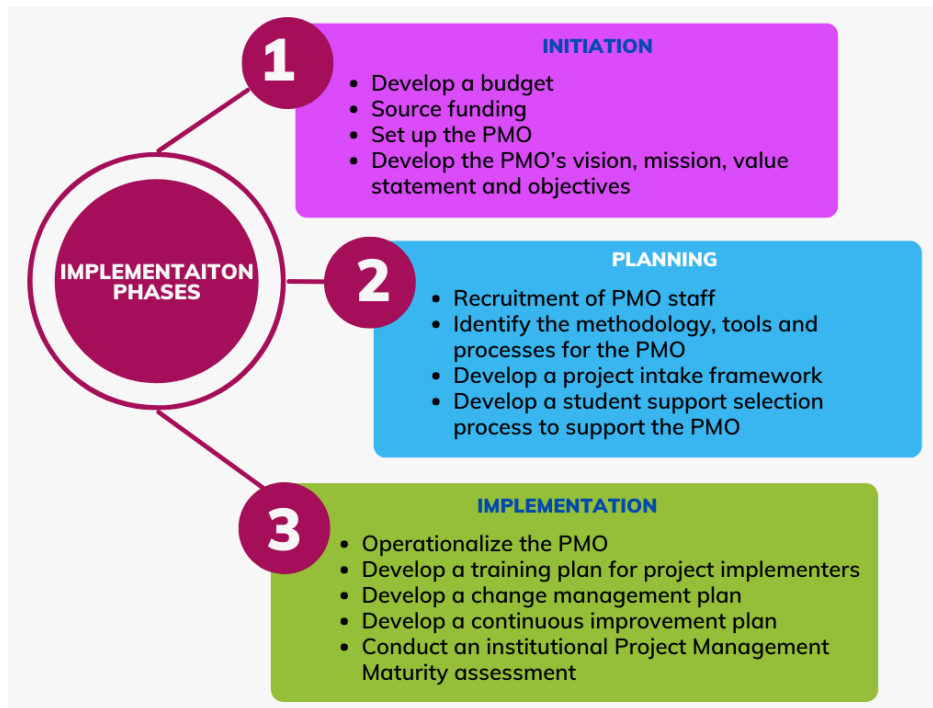 IMPLEMENTAITON
PHASES
1
INITIATION
• Develop a budget
• Source funding
• Set up the PMO
• Develop the PMO’s vision, mission, value
statement and objectives
2
PLANNING
• Recruitment of PMO staff
• Identify the methodology, tools and
processes for the PMO
• Develop a project intake framework
• Develop a student support selection
process to support the PMO
3
IMPLEMENTATION
• Operationalize the PMO
• Develop a training plan for project implementers
• Develop a change management plan
• Develop a continuous improvement plan
• Conduct an institutional Project Management
Maturity assessment